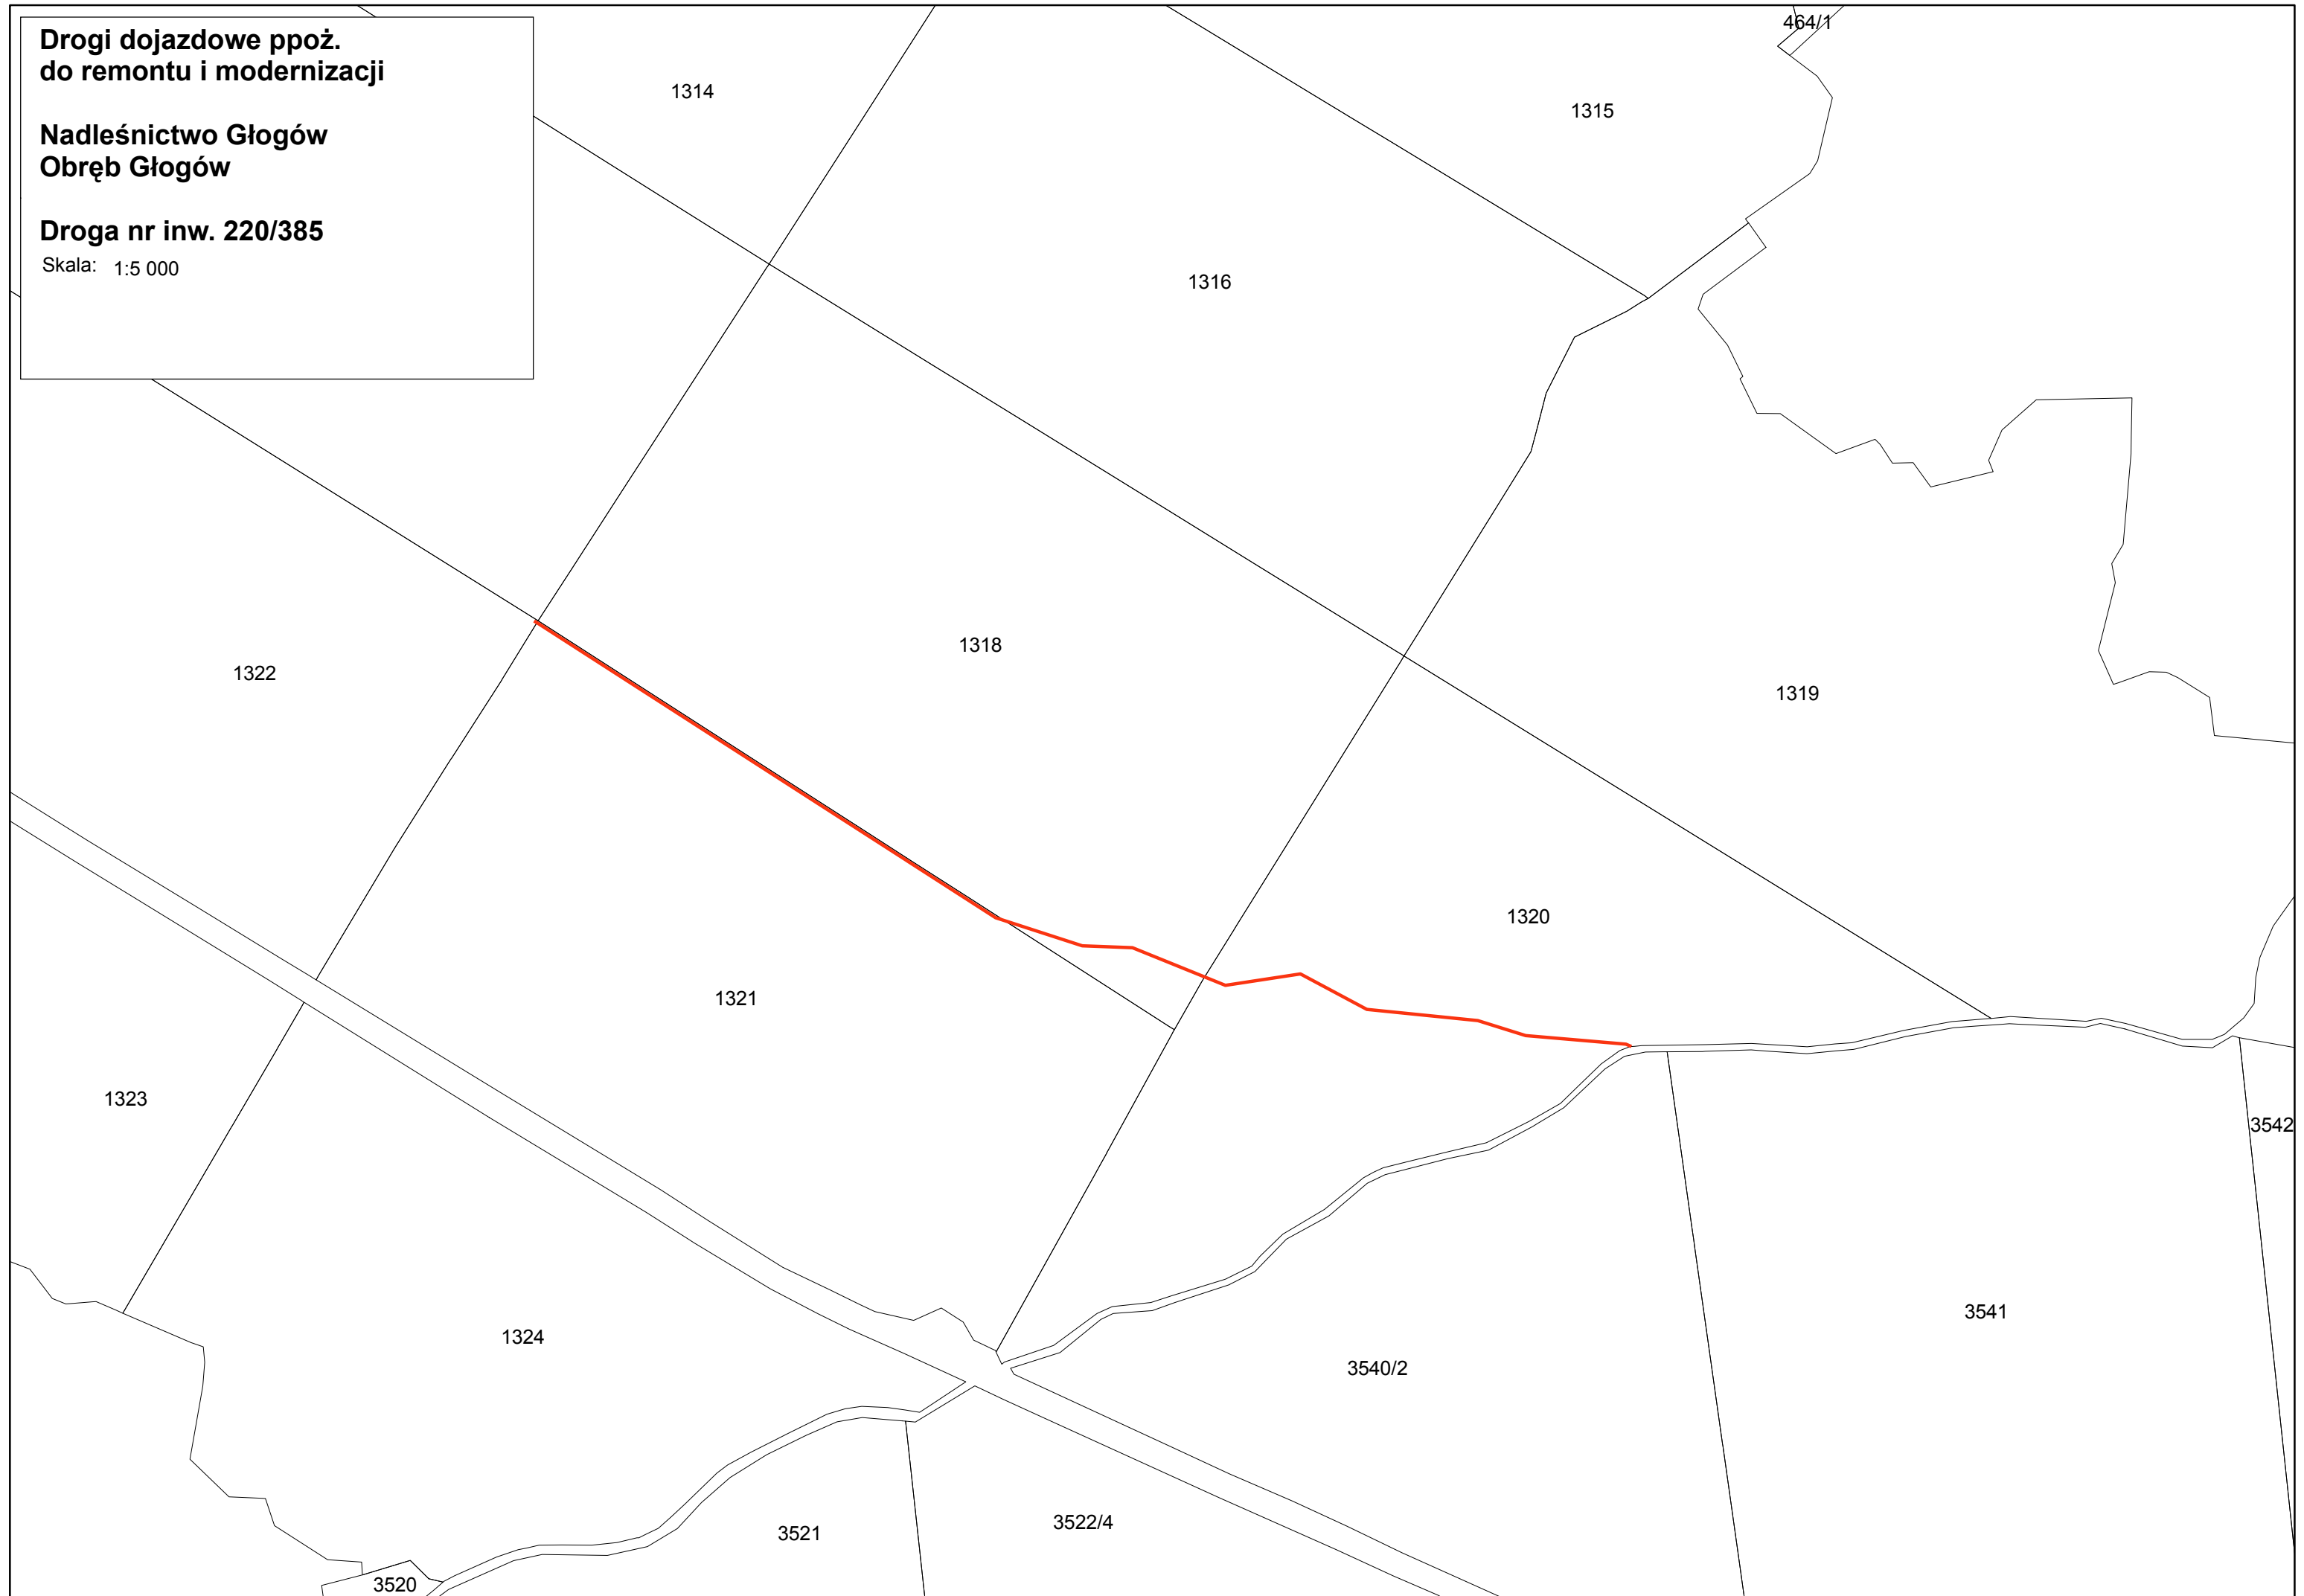 Drogi dojazdowe ppoż.
do remontu i modernizacji
Nadleśnictwo Głogów
Obręb Głogów
Droga nr inw. 220/385
Skala: 1:5 000
464/1
1314
1315
1316
1318
1322
1319
1320
1321
1323
3542
3541
1324
3540/2
3522/4
3521
3520